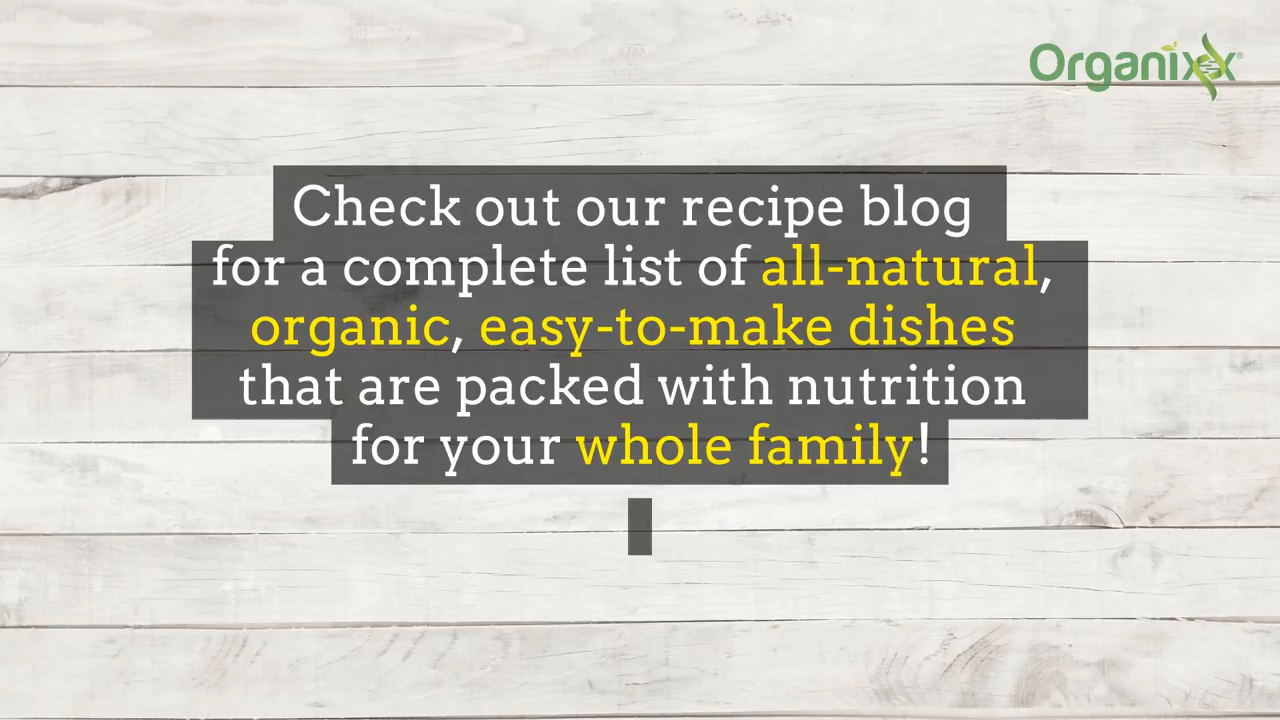 Organixx®
Check out our recipe blog
for a complete list of all-natural,
organic, easy-to-make dishes
that are packed with nutrition
for your whole family!